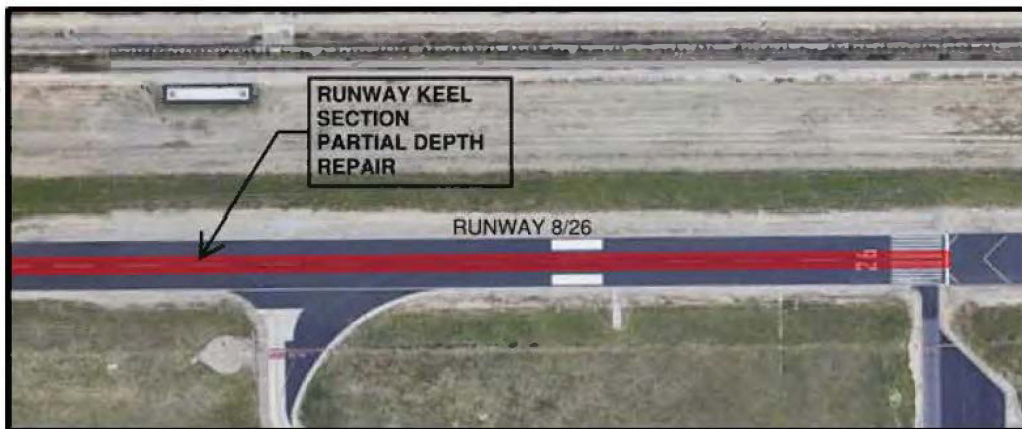 RUNWAY KEEL
SECTION
PARTIAL DEPTH
REPAIR
RUNWAY 8/26
26